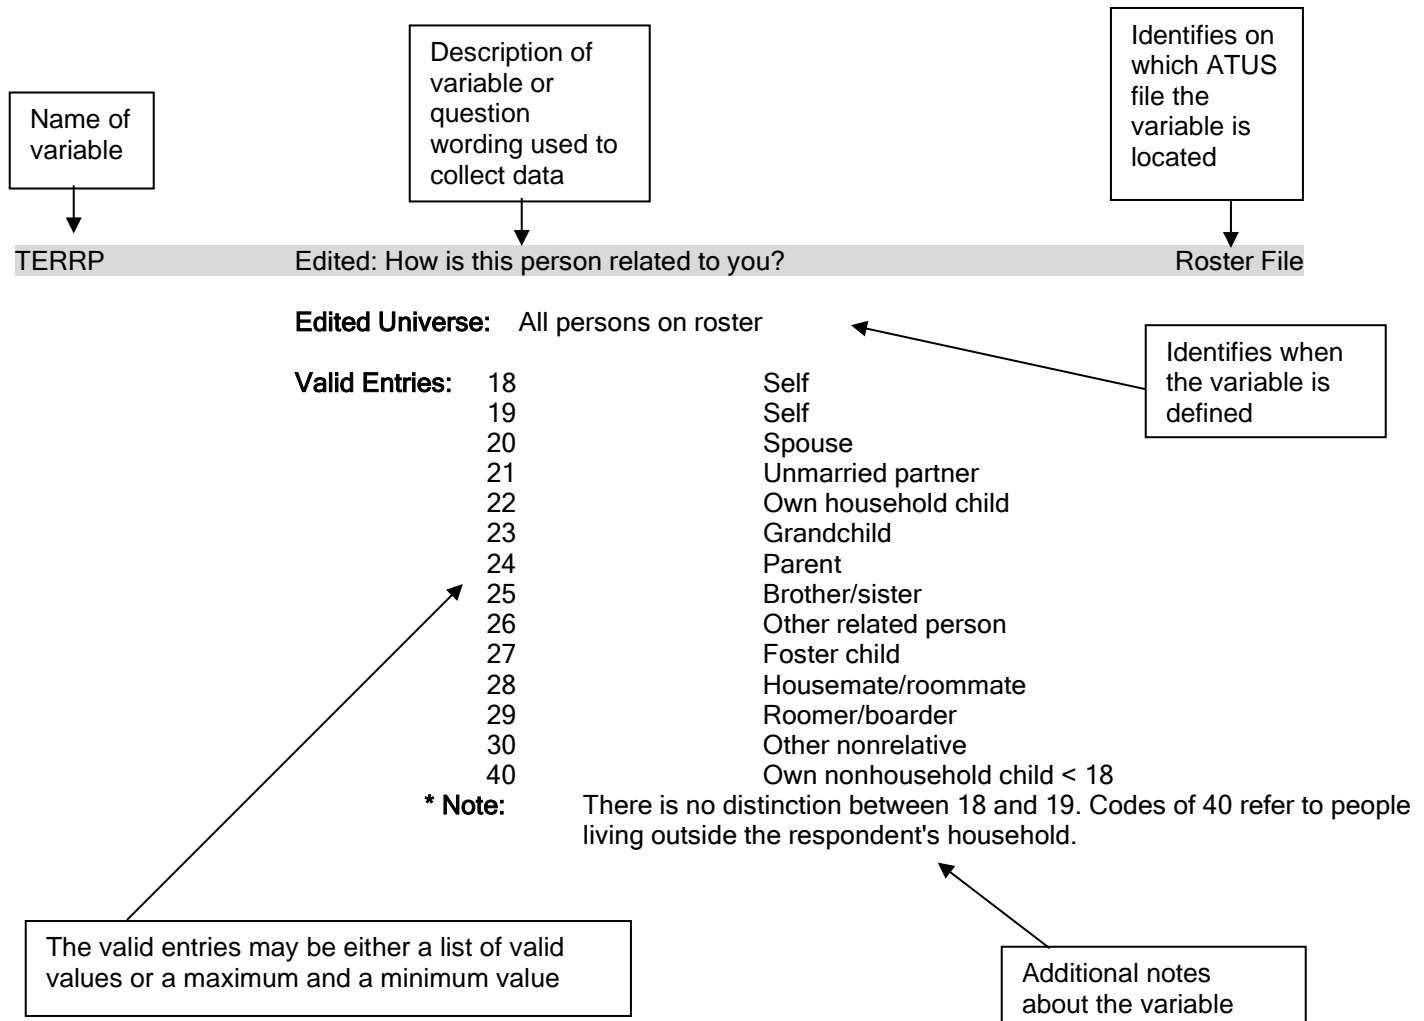 Name of
variable
Description of
variable or
question
wording used to
collect data
Identifies on
which ATUS
file the
variable is
located
TERRP Edited: How is this person related to you? Roster File
Edited Universe: All persons on roster
Identifies when
the variable is
defined
Valid Entries: 18 Self
19 Self
20 Spouse
21 Unmarried partner
22 Own household child
23 Grandchild
24 Parent
25 Brother/sister
26 Other related person
27 Foster child
28 Housemate/roommate
29 Roomer/boarder
30 Other nonrelative
40 Own nonhousehold child < 18
* Note: There is no distinction between 18 and 19. Codes of 40 refer to people
living outside the respondent's household.
The valid entries may be either a list of valid
values or a maximum and a minimum value
Additional notes
about the variable